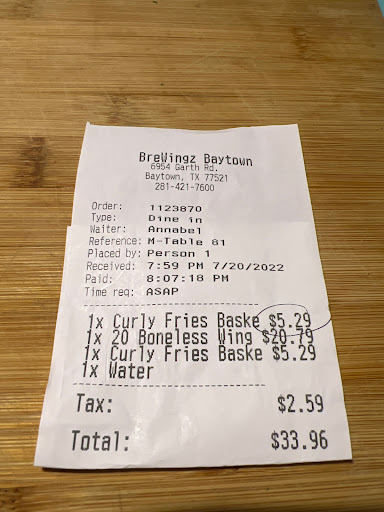 BreWingz Baytown
6954 Garth Rd.
Baytown, TX 77521
281-421-7600
Order: 1123870
Type: Dine in
Waiter: Annabel
Reference: M-Table 81
Placed by: Person 1
Received: 7:59 PM 7/20/2022
Paid: 8:07:18 PM
Time req: ASAP
1x Curly Fries Baske $5.29
1x 20 Boneless Wing $20.79
1x Curly Fries Baske $5.29
1x Water
Tax: $2.59
Total: $33.96